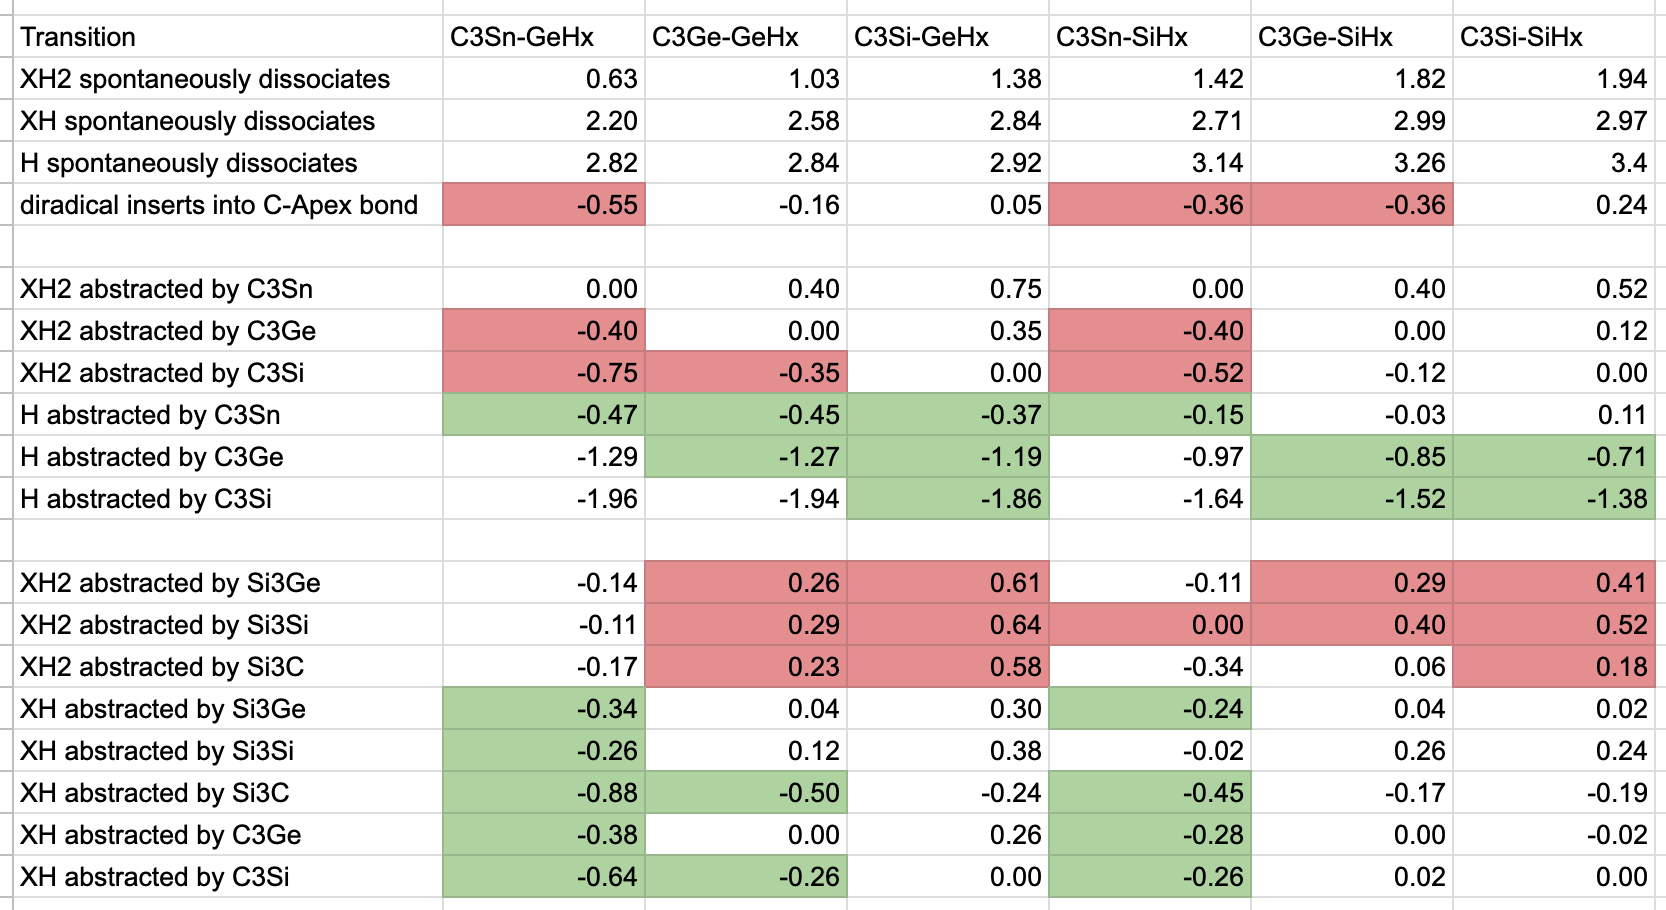 Transition C3Sn-GeHx C3Ge-GeHx C3Si-GeHx C3Sn-SiHx C3Ge-SiHx C3Si-SiHx
XH2 spontaneously dissociates 0.63 1.03 1.38 1.42 1.82 1.94
XH spontaneously dissociates 2.20 2.58 2.84 2.71 2.99 2.97
H spontaneously dissociates 2.82 2.84 2.92 3.14 3.26 3.4
diradical inserts into C-Apex bond -0.55 -0.16 0.05 -0.36 -0.36 0.24
XH2 abstracted by C3Sn 0.00 0.40 0.75 0.00 0.40 0.52
XH2 abstracted by C3Ge -0.40 0.00 0.35 -0.40 0.00 0.12
XH2 abstracted by C3Si -0.75 -0.35 0.00 -0.52 -0.12 0.00
H abstracted by C3Sn -0.47 -0.45 -0.37 -0.15 -0.03 0.11
H abstracted by C3Ge -1.29 -1.27 -1.19 -0.97 -0.85 -0.71
H abstracted by C3Si -1.96 -1.94 -1.86 -1.64 -1.52 -1.38
XH2 abstracted by Si3Ge -0.14 0.26 0.61 -0.11 0.29 0.41
XH2 abstracted by Si3Si -0.11 0.29 0.64 0.00 0.40 0.52
XH2 abstracted by Si3C -0.17 0.23 0.58 -0.34 0.06 0.18
XH abstracted by Si3Ge -0.34 0.04 0.30 -0.24 0.04 0.02
XH abstracted by Si3Si -0.26 0.12 0.38 -0.02 0.26 0.24
XH abstracted by Si3C -0.88 -0.50 -0.24 -0.45 -0.17 -0.19
XH abstracted by C3Ge -0.38 0.00 0.26 -0.28 0.00 -0.02
XH abstracted by C3Si -0.64 -0.26 0.00 -0.26 0.02 0.00